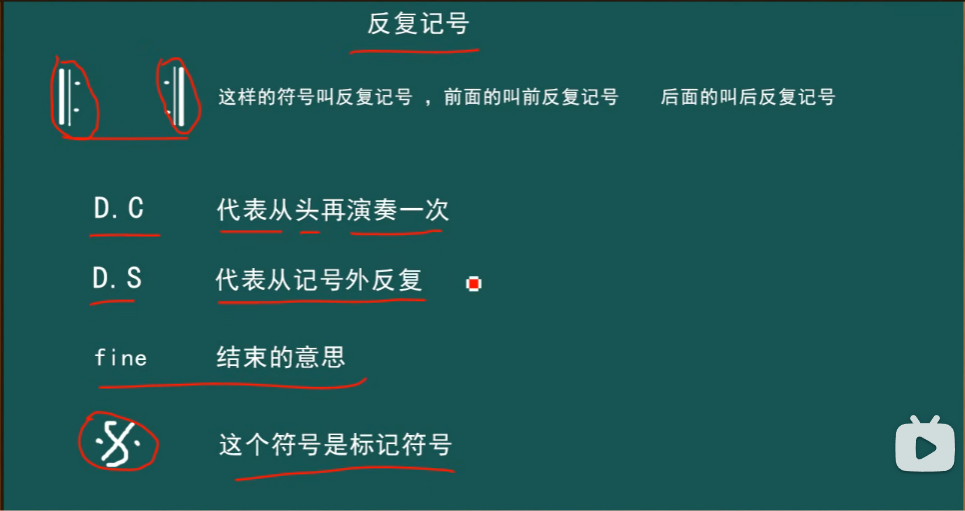 反复记号
这样的符号叫反复记号 ，前面的叫前反复记号 后面的叫后反复记号
D.C 代表从头再演奏一次
D.S 代表从记号外反复
fine 结束的意思
这个符号是标记符号